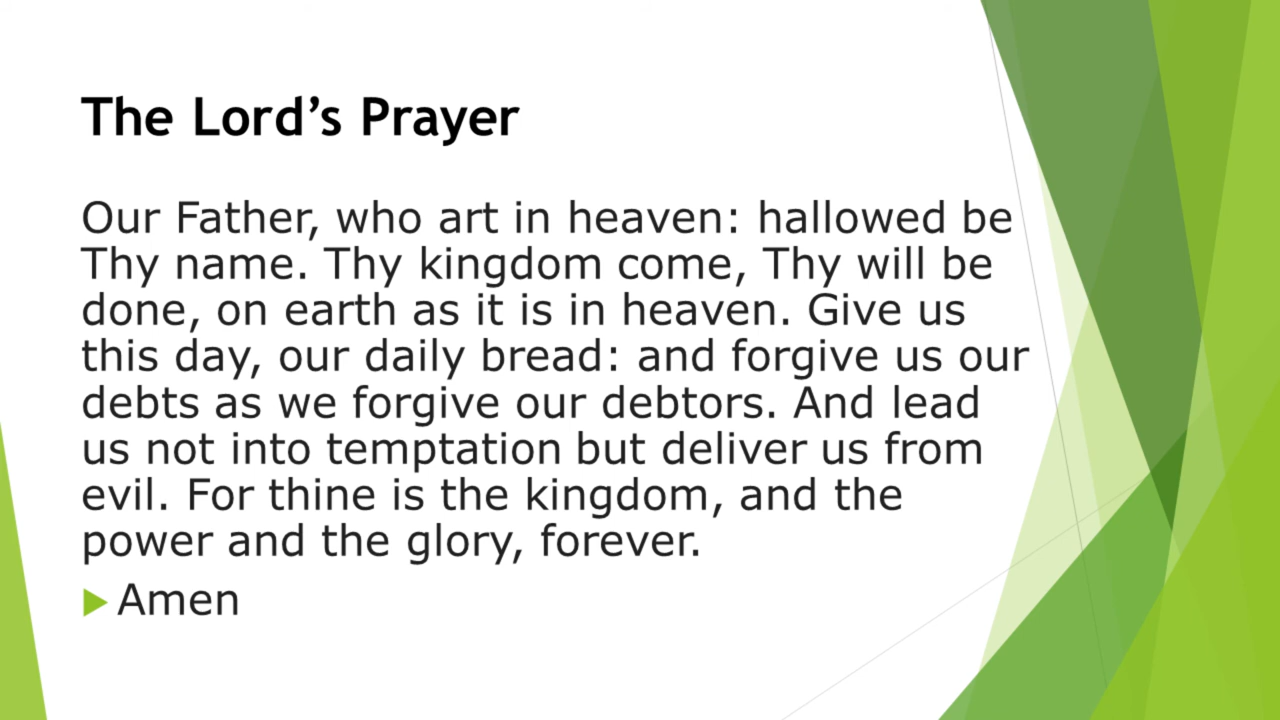 The Lord’s Prayer
Our Father, who art in heaven: hallowed be
Thy name. Thy kingdom come, Thy will be
done, on earth as it is in heaven. Give us
this day, our daily bread: and forgive us our
debts as we forgive our debtors. And lead
us not into temptation but deliver us from
evil. For thine is the kingdom, and the
power and the glory, forever.
Amen